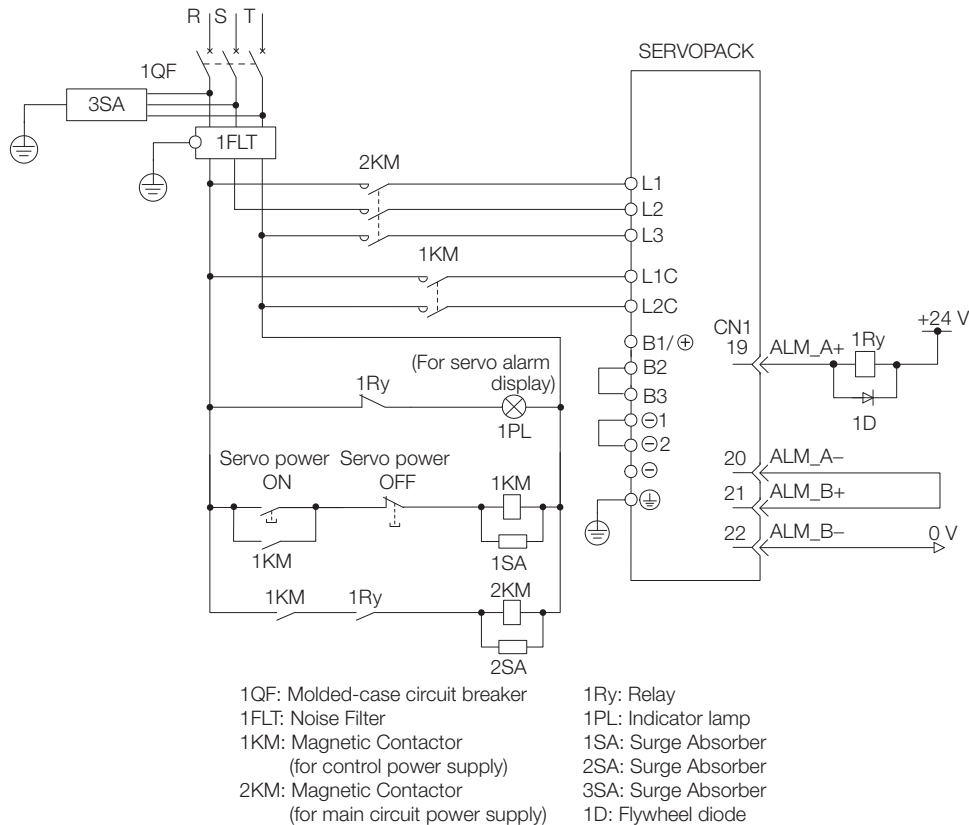 R S T
SERVOPACK
1QF
3SA
1FLT
2KM
L1
L2
L3
1KM
L1C
L2C
CN1
+24 V
B1/⊕
19
ALM_A+
1Ry
(For servo alarm
display)
B2
1Ry
B3
1D
1PL
⊖1
⊖2
20
ALM_A−
Servo power
ON
Servo power
OFF
1KM
⊖
21
ALM_B+
22
ALM_B−
0 V
1KM
1SA
1KM
1Ry
2KM
2SA
1QF: Molded-case circuit breaker
1FLT: Noise Filter
1KM: Magnetic Contactor
(for control power supply)
2KM: Magnetic Contactor
(for main circuit power supply)
1Ry: Relay
1PL: Indicator lamp
1SA: Surge Absorber
2SA: Surge Absorber
3SA: Surge Absorber
1D: Flywheel diode